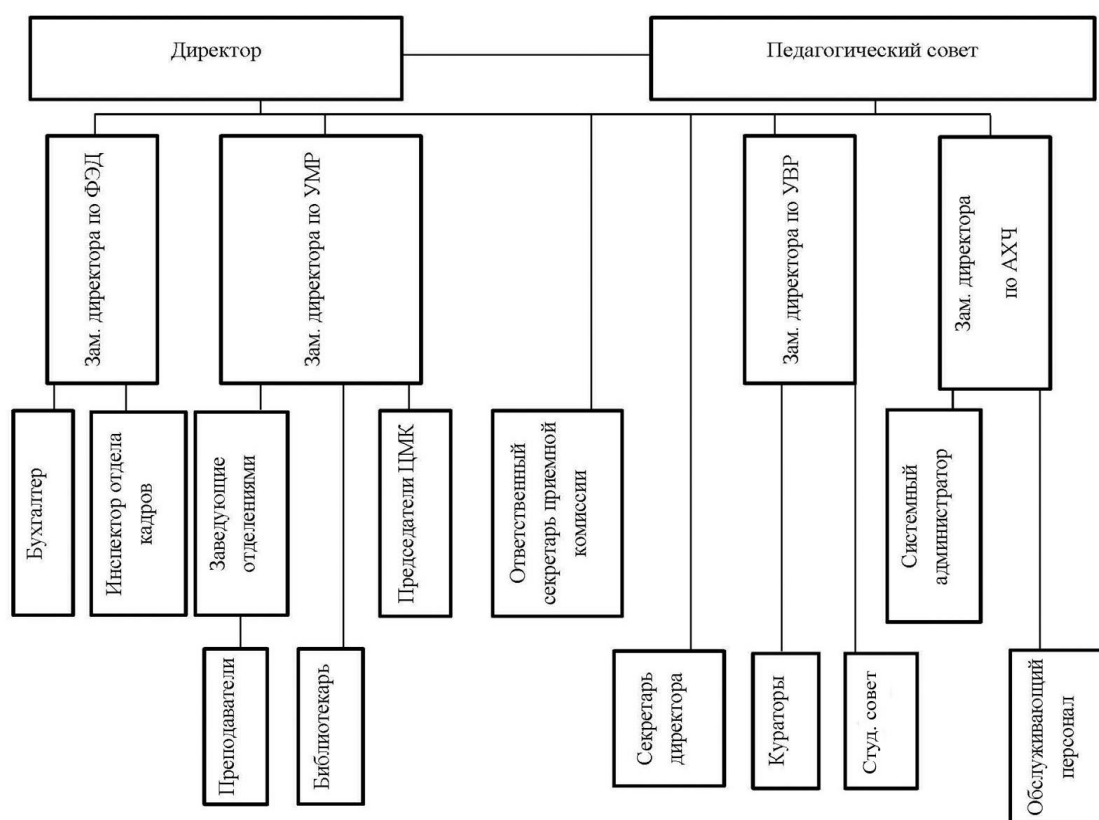 Директор
Педагогический совет
Зам. директора по ФЭД
Зам. директора по УМР
Зам. директора по УВР
Зам. директора
по АХЧ
Бухгалтер
Инспектор отдела
кадров
Заведующие
отделениями
Председатели ЦМК
Ответственный
секретарь приемной
комиссии
Системный
администратор
Преподаватели
Библиотекарь
Секретарь
директора
Кураторы
Студ. совет
Обслуживающий
персонал